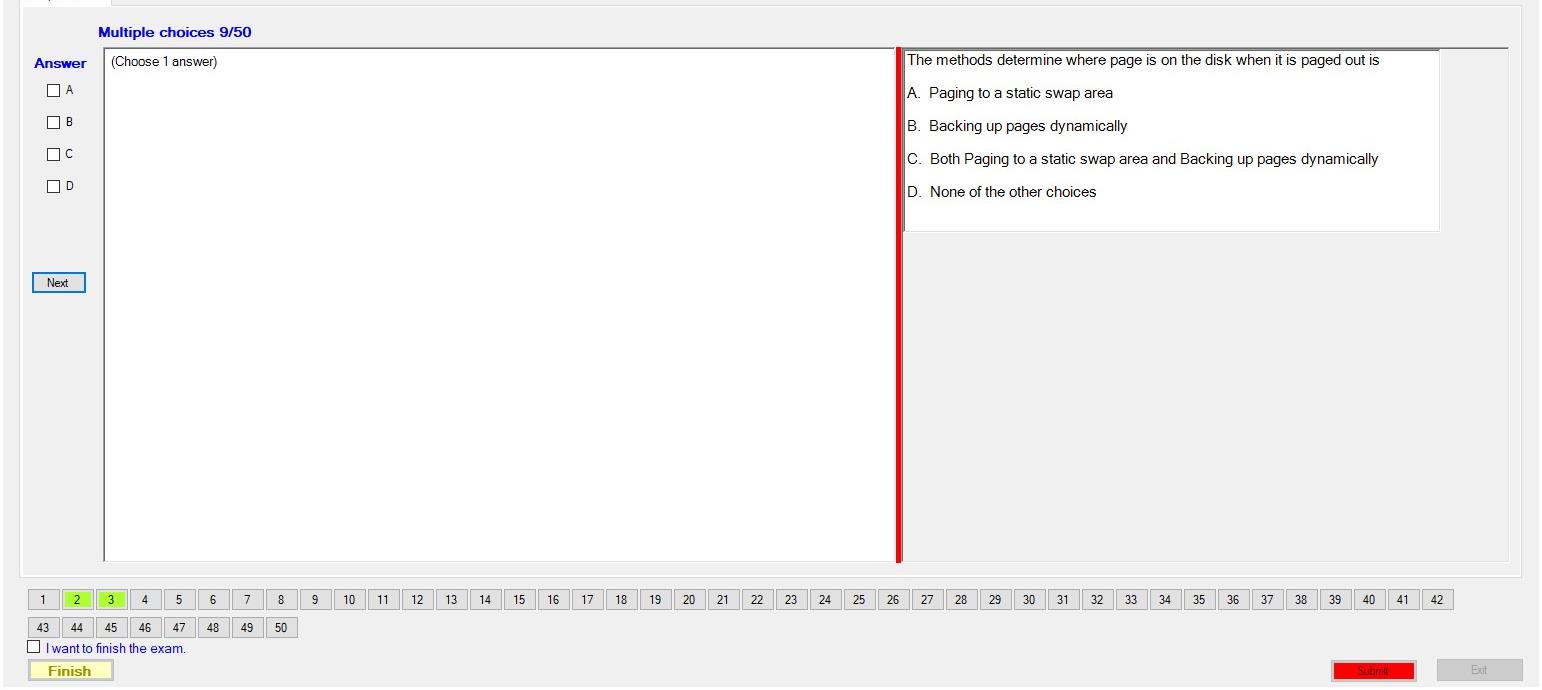 Multiple choices 9/50
Answer
(Choose 1 answer)
A
B
C
D
Next
The methods determine where page is on the disk when it is paged out is
A. Paging to a static swap area
B. Backing up pages dynamically
C. Both Paging to a static swap area and Backing up pages dynamically
D. None of the other choices
1 2 3 4 5 6 7 8 9 10 11 12 13 14 15 16 17 18 19 20 21 22 23 24 25 26 27 28 29 30 31 32 33 34 35 36 37 38 39 40 41 42
43 44 45 46 47 48 49 50
I want to finish the exam.
Finish
Submit
Exit